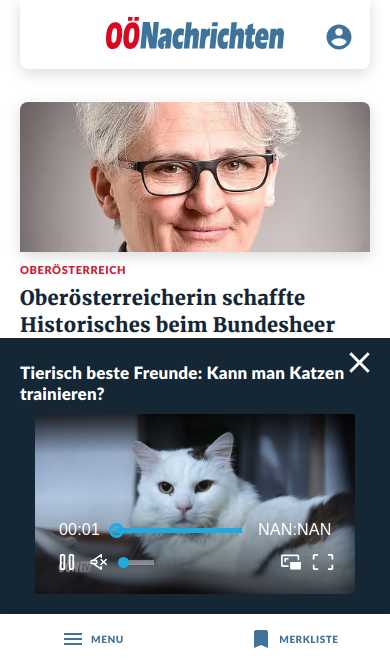 OÖNachrichten
OBERÖSTERREICH
Oberösterreicherin schaffte
Historisches beim Bundesheer
Tierisch beste Freunde: Kann man Katzen
trainieren?
00:01
NAN:NAN
MENU
MERKLISTE